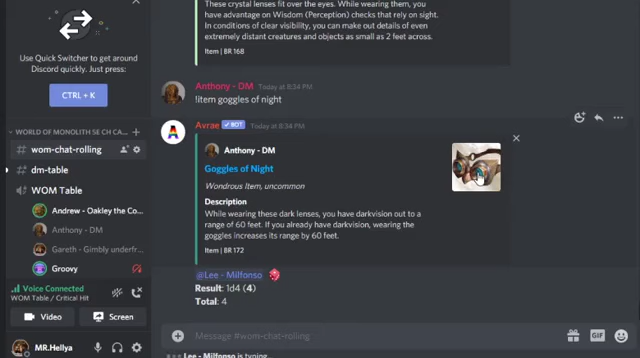 These crystal lenses fit over the eyes. While wearing them, you
have advantage on Wisdom (Perception) checks that rely on sight.
In conditions of clear visibility, you can make out details of even
extremely distant creatures and objects as small as 2 feet across.
Item | BR 168
Use Quick Switcher to get around
Discord quickly. Just press:
CTRL + K
Anthony - DM Today at 8:34 PM
!item goggles of night
WORLD OF MONOLITH SE CH CA...
# wom-chat-rolling
# dm-table
WOM Table
Andrew - Oakley the Co...
Anthony - DM
Gareth - Gimbly underfro...
Groovy
Voice Connected
WOM Table / Critical Hit
Video
Screen
MR.Hellya
Avrae BOT Today at 8:34 PM
Anthony - DM
Goggles of Night
Wondrous Item, uncommon
Description
While wearing these dark lenses, you have darkvision out to a
range of 60 feet. If you already have darkvision, wearing the
goggles increases its range by 60 feet.
Item | BR 172
@Lee - Milfonso
Result: 1d4 (4)
Total: 4
Message #wom-chat-rolling
GIF
Lee - Milfonso is typing...